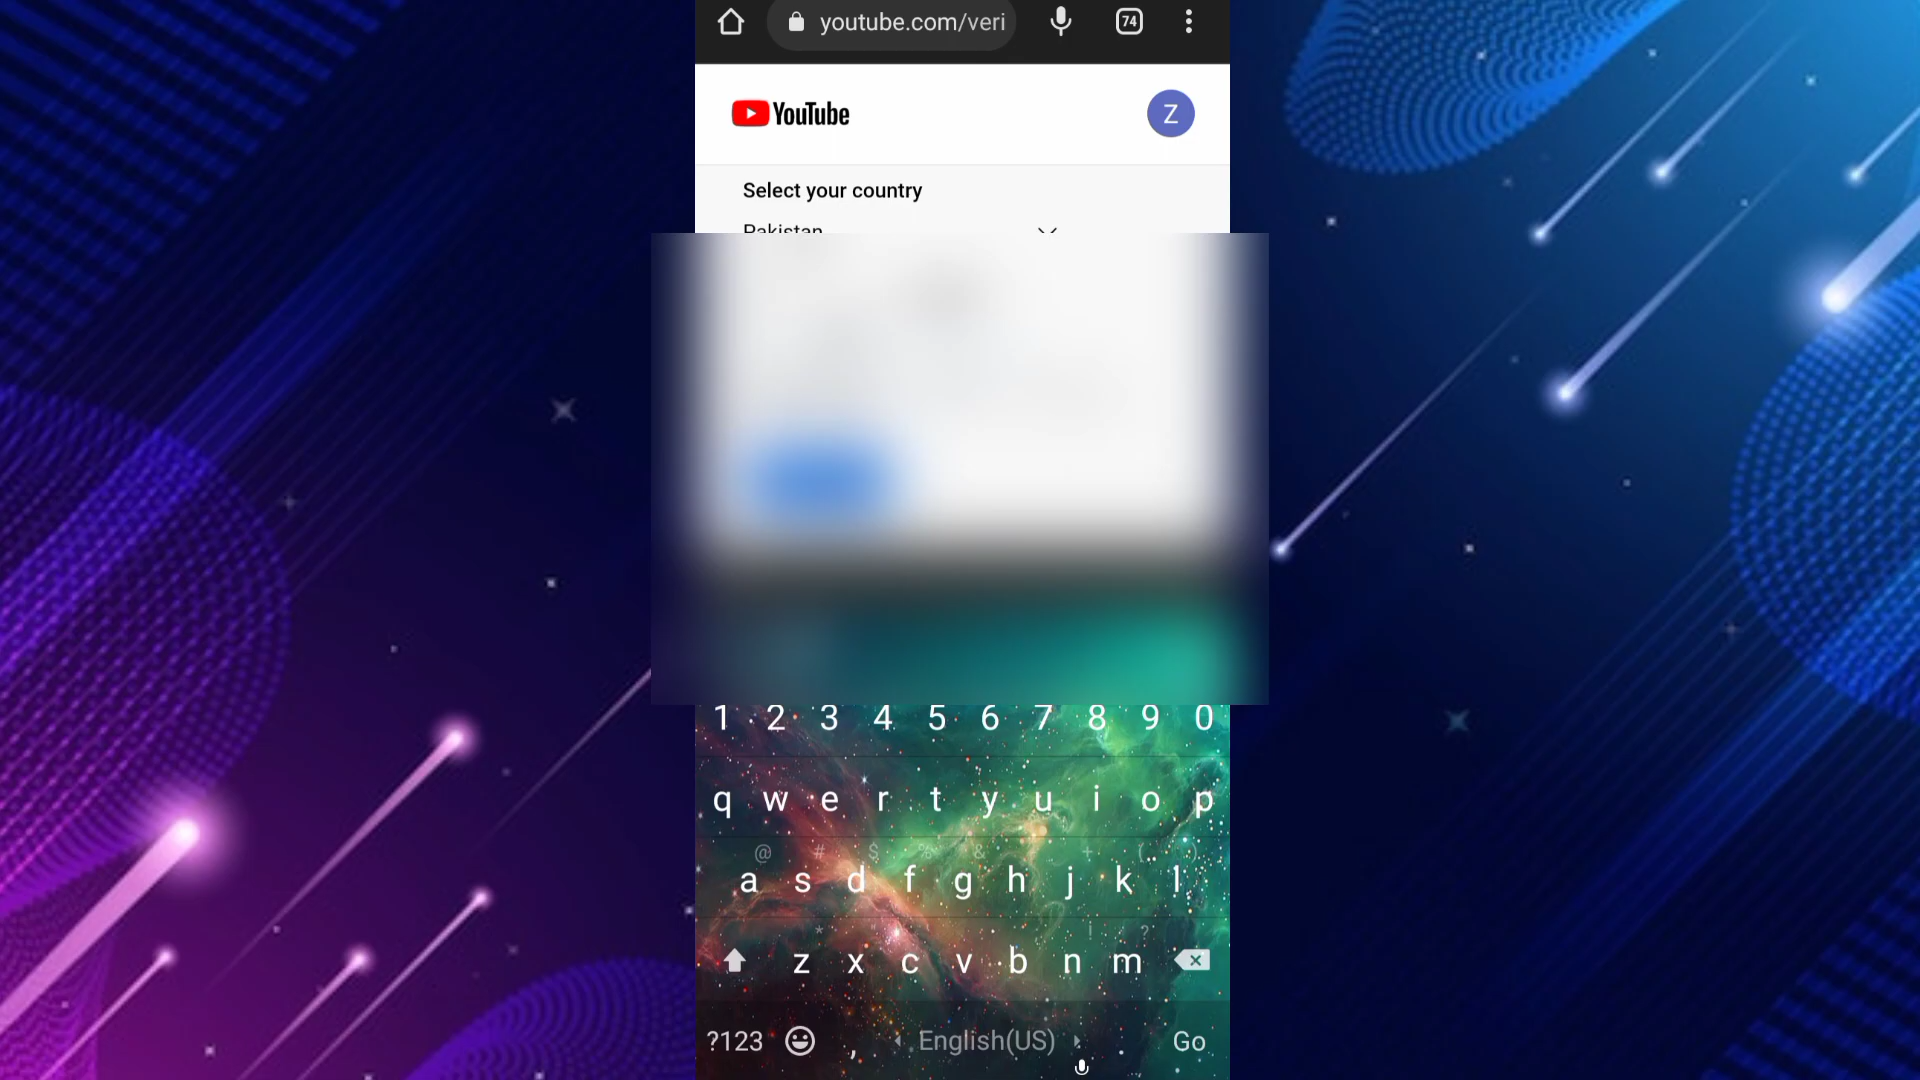 youtube.com/veri
74
YouTube
Z
Select your country
Pakistan
1 2 3 4 5 6 7 8 9 0
q w e r t y u i o p
@ # $ % & + ( )
a s d f g h j k l
* ! ?
z x c v b n m
?123 , English(US) . Go